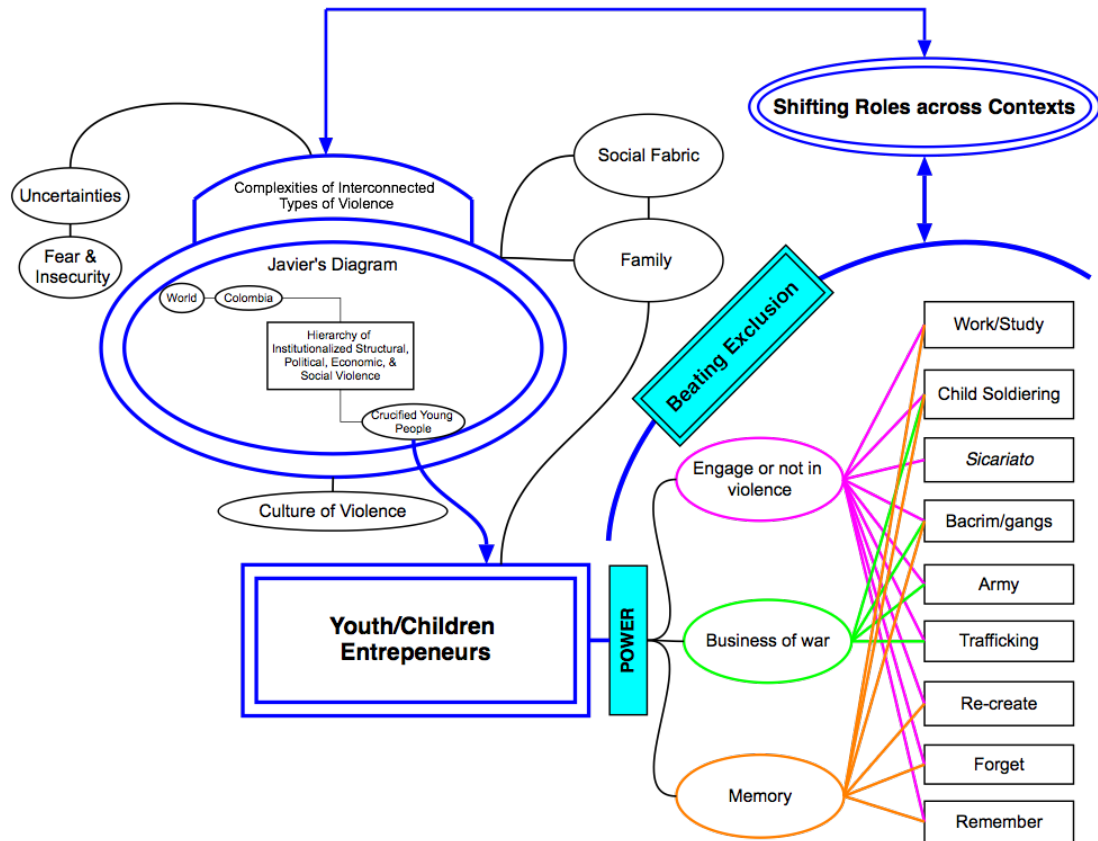 Shifting Roles across Contexts
Social Fabric
Complexities of Interconnected
Types of Violence
Uncertainties
Fear &
Insecurity
Family
Javier's Diagram
World
Colombia
Hierarchy of
Institutionalized Structural,
Political, Economic, &
Social Violence
Crucified Young
People
Culture of Violence
Beating Exclusion
Youth/Children
Entrepeneurs
POWER
Engage or not in
violence
Business of war
Memory
Work/Study
Child Soldiering
Sicariato
Bacrim/gangs
Army
Trafficking
Re-create
Forget
Remember